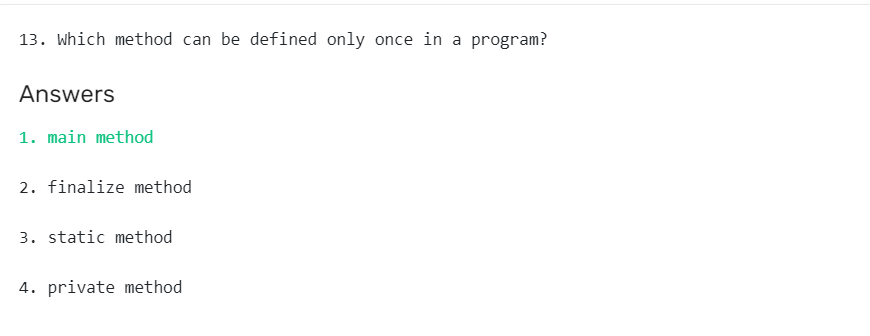 13. Which method can be defined only once in a program?
Answers
1. main method
2. finalize method
3. static method
4. private method